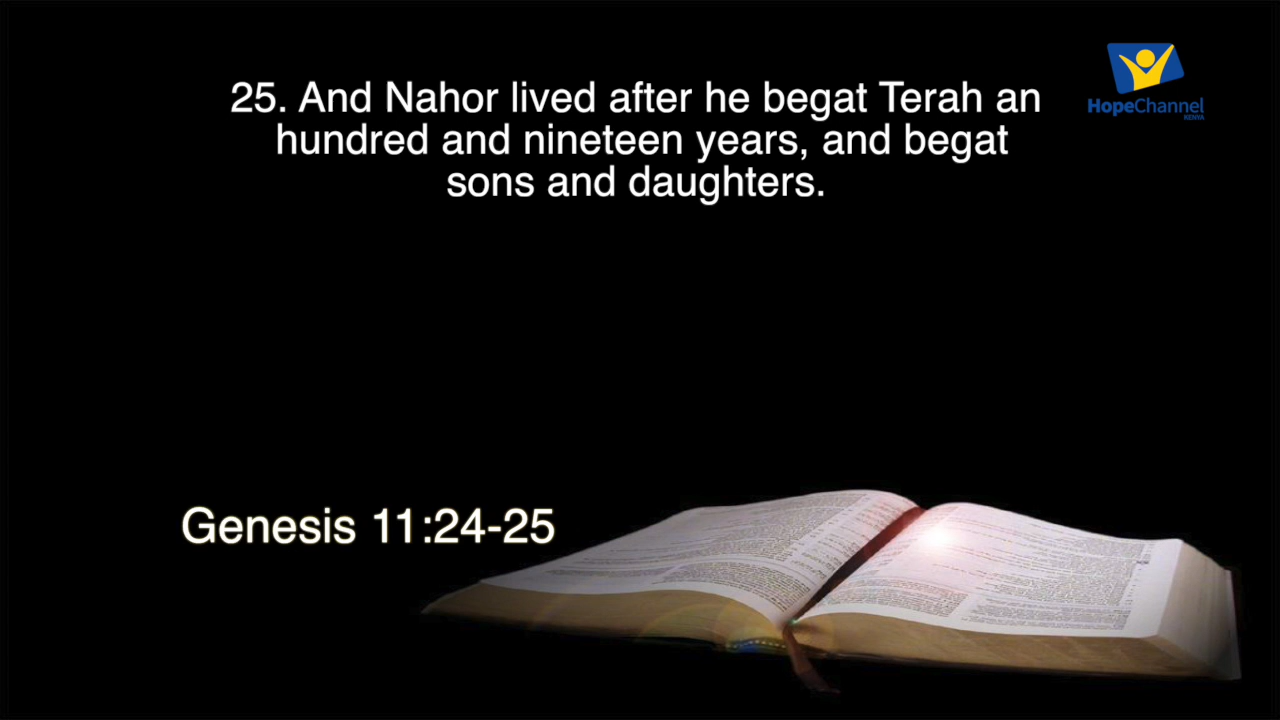 25. And Nahor lived after he begat Terah an
hundred and nineteen years, and begat
sons and daughters.
HopeChannel
KENYA
Genesis 11:24-25